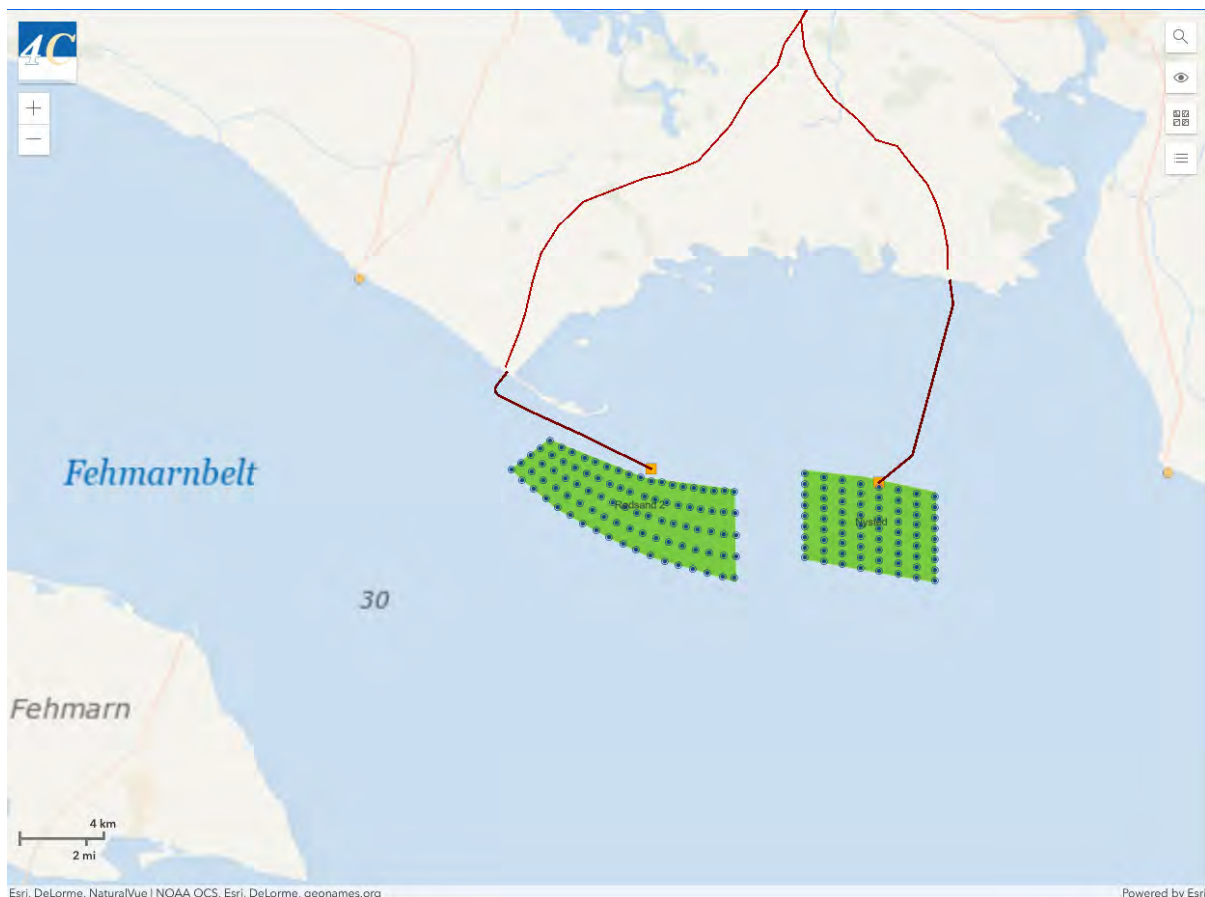 4C
+
−
Fehmarnbelt
Rødsand 2
Nysted
30
Fehmarn
4 km
2 mi
Esri, DeLorme, NaturalVue | NOAA OCS, Esri, DeLorme, geonames.org
Powered by Esri